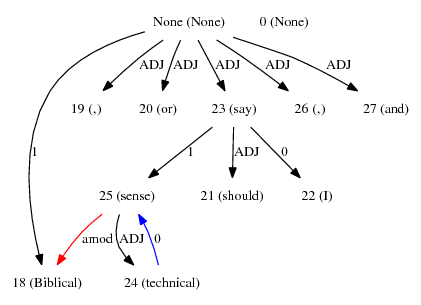 None (None) 0 (None)
ADJ ADJ ADJ ADJ ADJ
19 (,) 20 (or) 23 (say) 26 (,) 27 (and)
1 1 ADJ 0
25 (sense) 21 (should) 22 (I)
amod ADJ 0
18 (Biblical) 24 (technical)